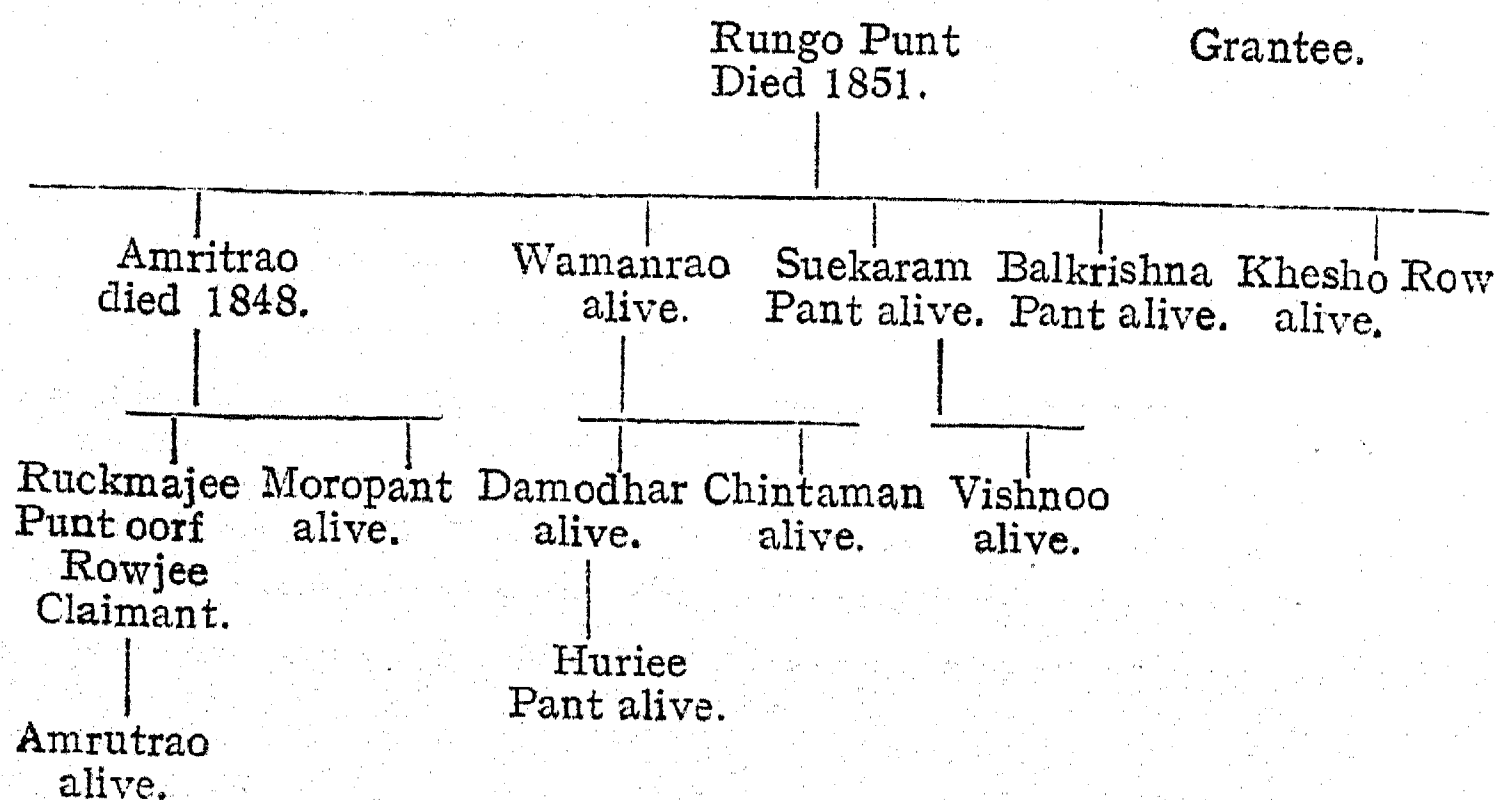 Rungo Punt Grantee.
Died 1851.
Amritrao Wamanrao Suekaram Balkrishna Khesho Row
died 1848. alive. Pant alive. Pant alive. alive.
Ruckmajee Moropant Damodhar Chintaman Vishnoo
Punt oorf alive. alive. alive. alive.
Rowjee
Claimant.
Huriee
Pant alive.
Amrutrao
alive.